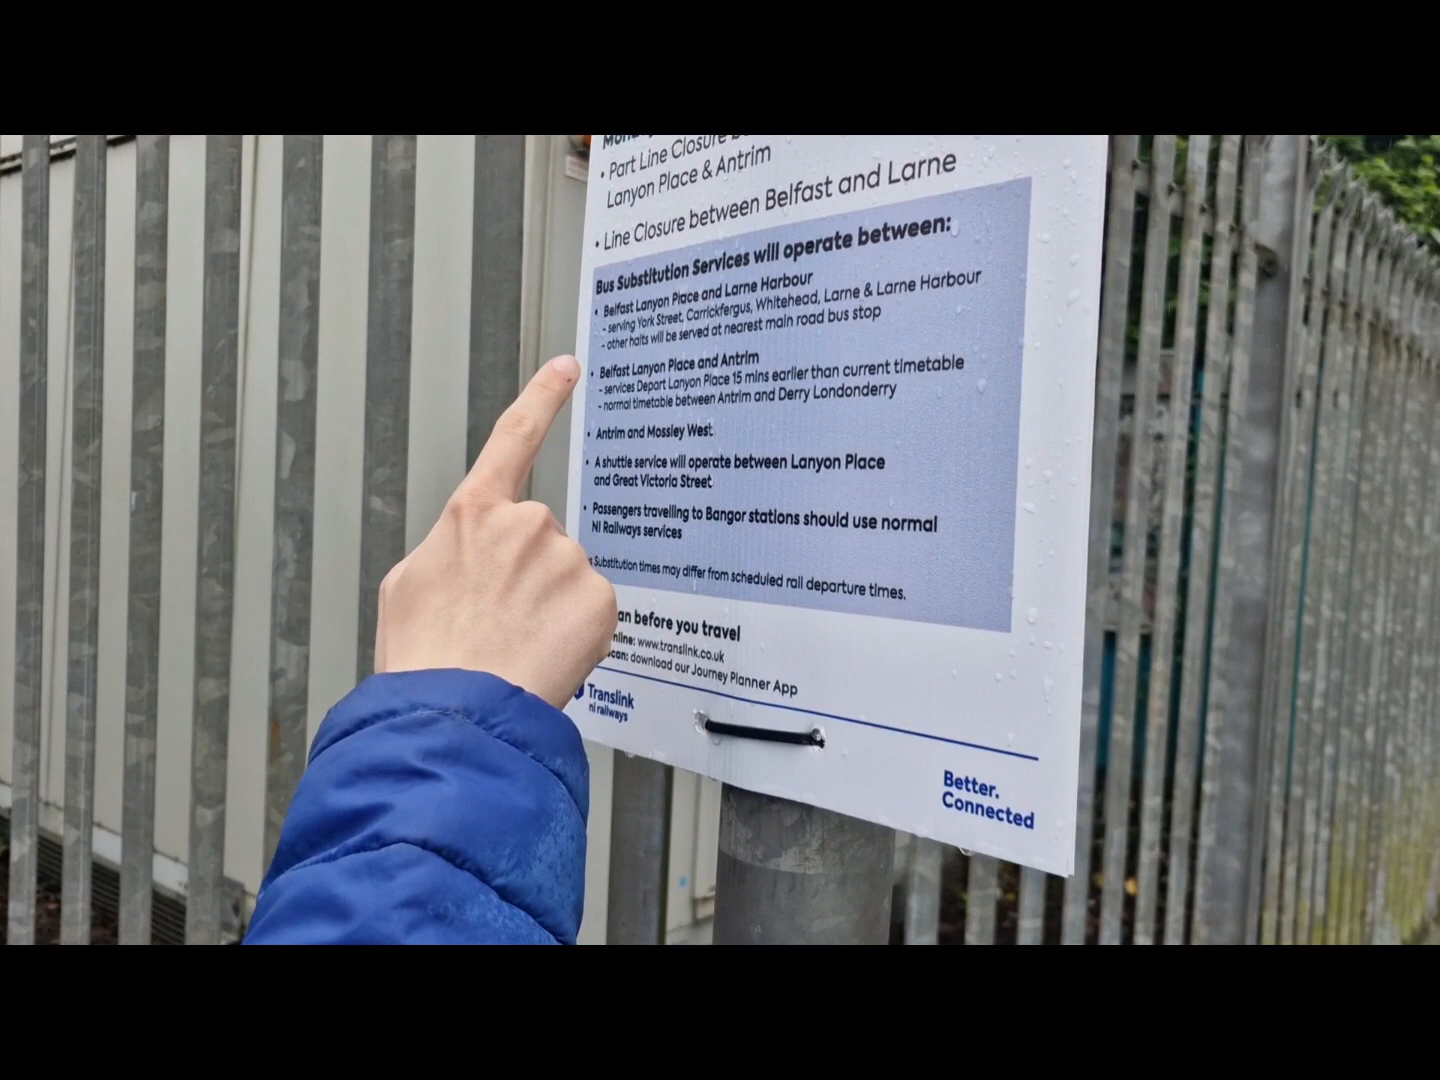 • Part Line Closure
Lanyon Place & Antrim
• Line Closure between Belfast and Larne
Bus Substitution Services will operate between:
• Belfast Lanyon Place and Larne Harbour
- serving York Street, Carrickfergus, Whitehead, Larne & Larne Harbour
- other halts will be served at nearest main road bus stop
• Belfast Lanyon Place and Antrim
- services Depart Lanyon Place 15 mins earlier than current timetable
- normal timetable between Antrim and Derry Londonderry
• Antrim and Mossley West
• A shuttle service will operate between Lanyon Place
and Great Victoria Street
• Passengers travelling to Bangor stations should use normal
NI Railways services
Substitution times may differ from scheduled rail departure times.
before you travel
www.translink.co.uk
download our Journey Planner App
Translink
ni railways
Better.
Connected